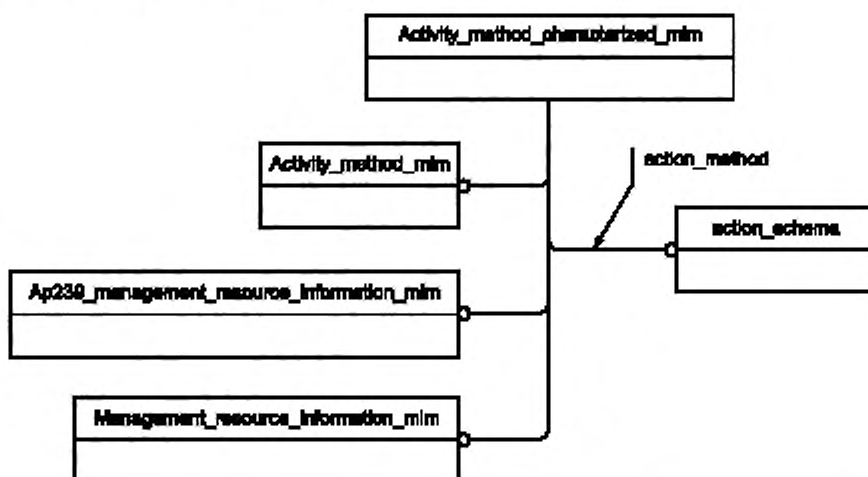 Activity_method_characterized_mim
Activity_method_mim
action_method
action_schema
Ap239_management_resource_information_mim
Management_resource_information_mim